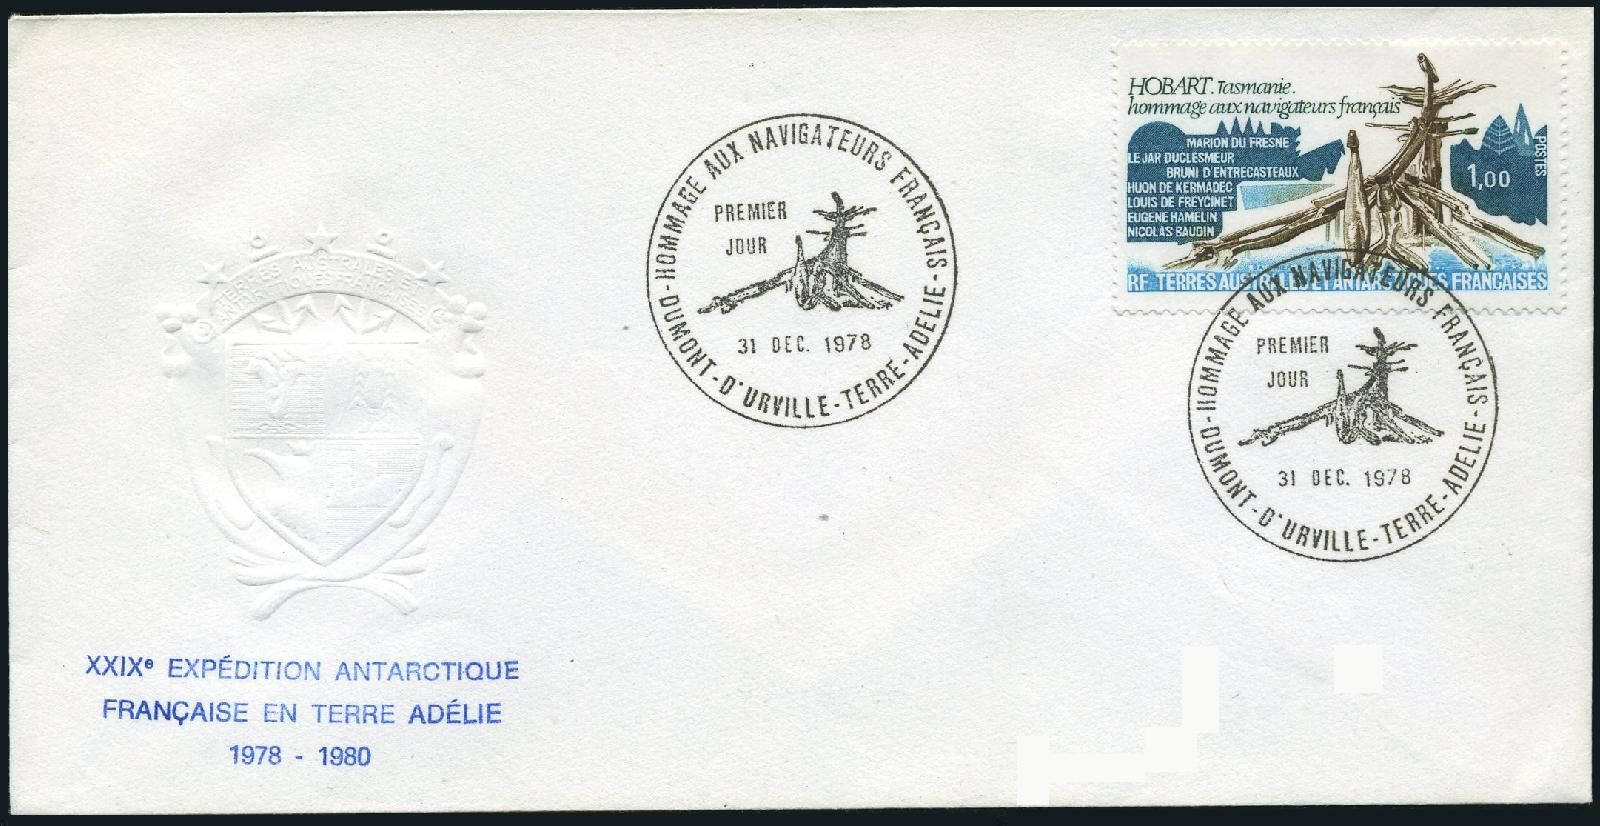 HOBART. Tasmanie.
hommage aux navigateurs français
MARION DU FRESNE
LE JAR DUCLESMEUR
BRUNI D'ENTRECASTEAUX
HUON DE KERMADEC
LOUIS DE FREYCINET
EUGENE HAMELIN
NICOLAS BAUDIN
POSTES
1,00
RF TERRES AUSTRALES ET ANTARCTIQUES FRANÇAISES
-HOMMAGE AUX NAVIGATEURS FRANÇAIS-
PREMIER
JOUR
31 DEC. 1978
DUMONT-D'URVILLE-TERRE-ADELIE-
-HOMMAGE AUX NAVIGATEURS FRANÇAIS-
PREMIER
JOUR
31 DEC. 1978
DUMONT-D'URVILLE-TERRE-ADELIE-
TERRES AUSTRALES
XXIXe EXPÉDITION ANTARCTIQUE
FRANÇAISE EN TERRE ADÉLIE
1978 - 1980